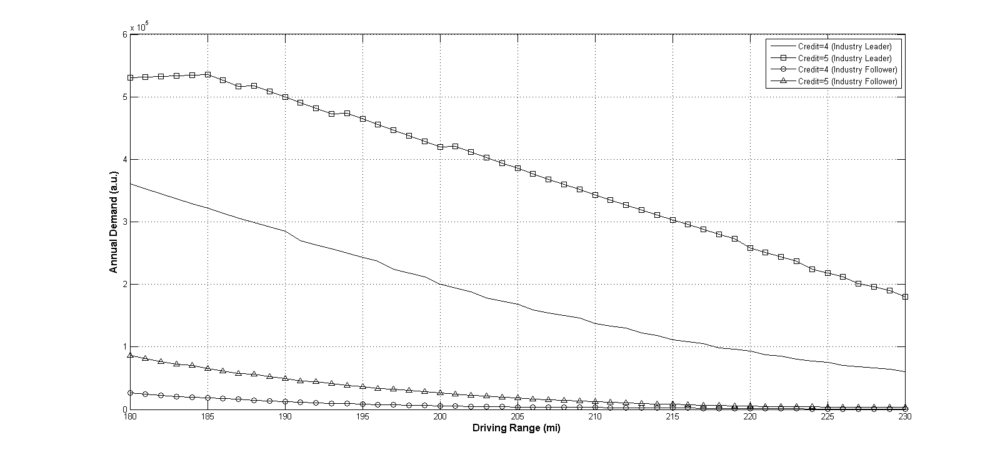 x 10^5
6
5
4
3
2
1
0
Annual Demand (a.u.)
Credit=4 (Industry Leader)
Credit=5 (Industry Leader)
Credit=4 (Industry Follower)
Credit=5 (Industry Follower)
180 185 190 195 200 205 210 215 220 225 230
Driving Range (mi)